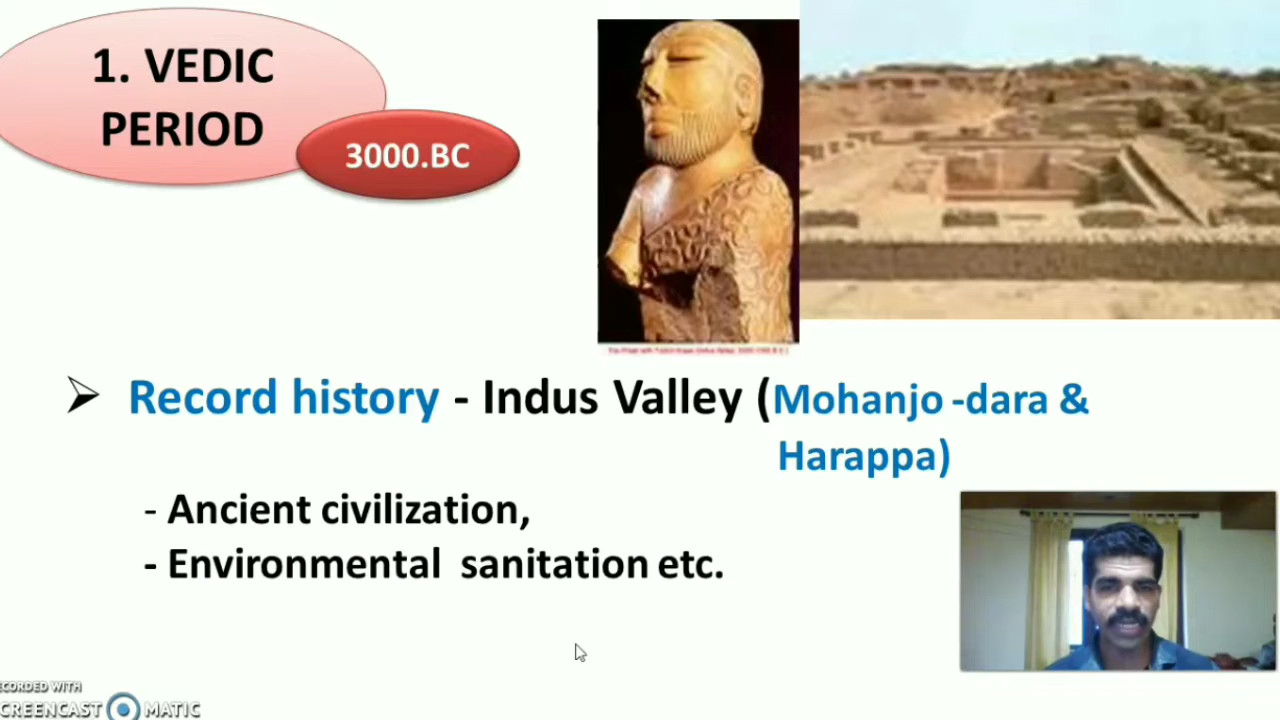 1. VEDIC
PERIOD
3000.BC
➢ Record history - Indus Valley (Mohanjo -dara &
Harappa)
- Ancient civilization,
- Environmental sanitation etc.
RECORDED WITH
SCREENCAST MATIC